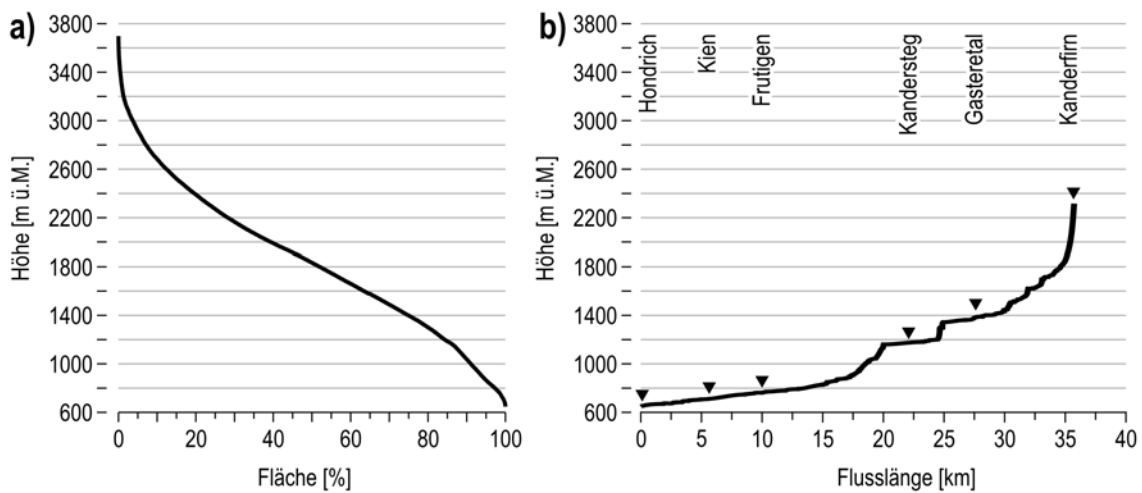 a)
3800
3400
3000
2600
2200
1800
1400
1000
600
Höhe [m ü.M.]
0
20
40
60
80
100
Fläche [%]
b)
3800
3400
3000
2600
2200
1800
1400
1000
600
Höhe [m ü.M.]
Hondrich
Kien
Frutigen
Kandersteg
Gasteretal
Kanderfirn
0
5
10
15
20
25
30
35
40
Flusslänge [km]